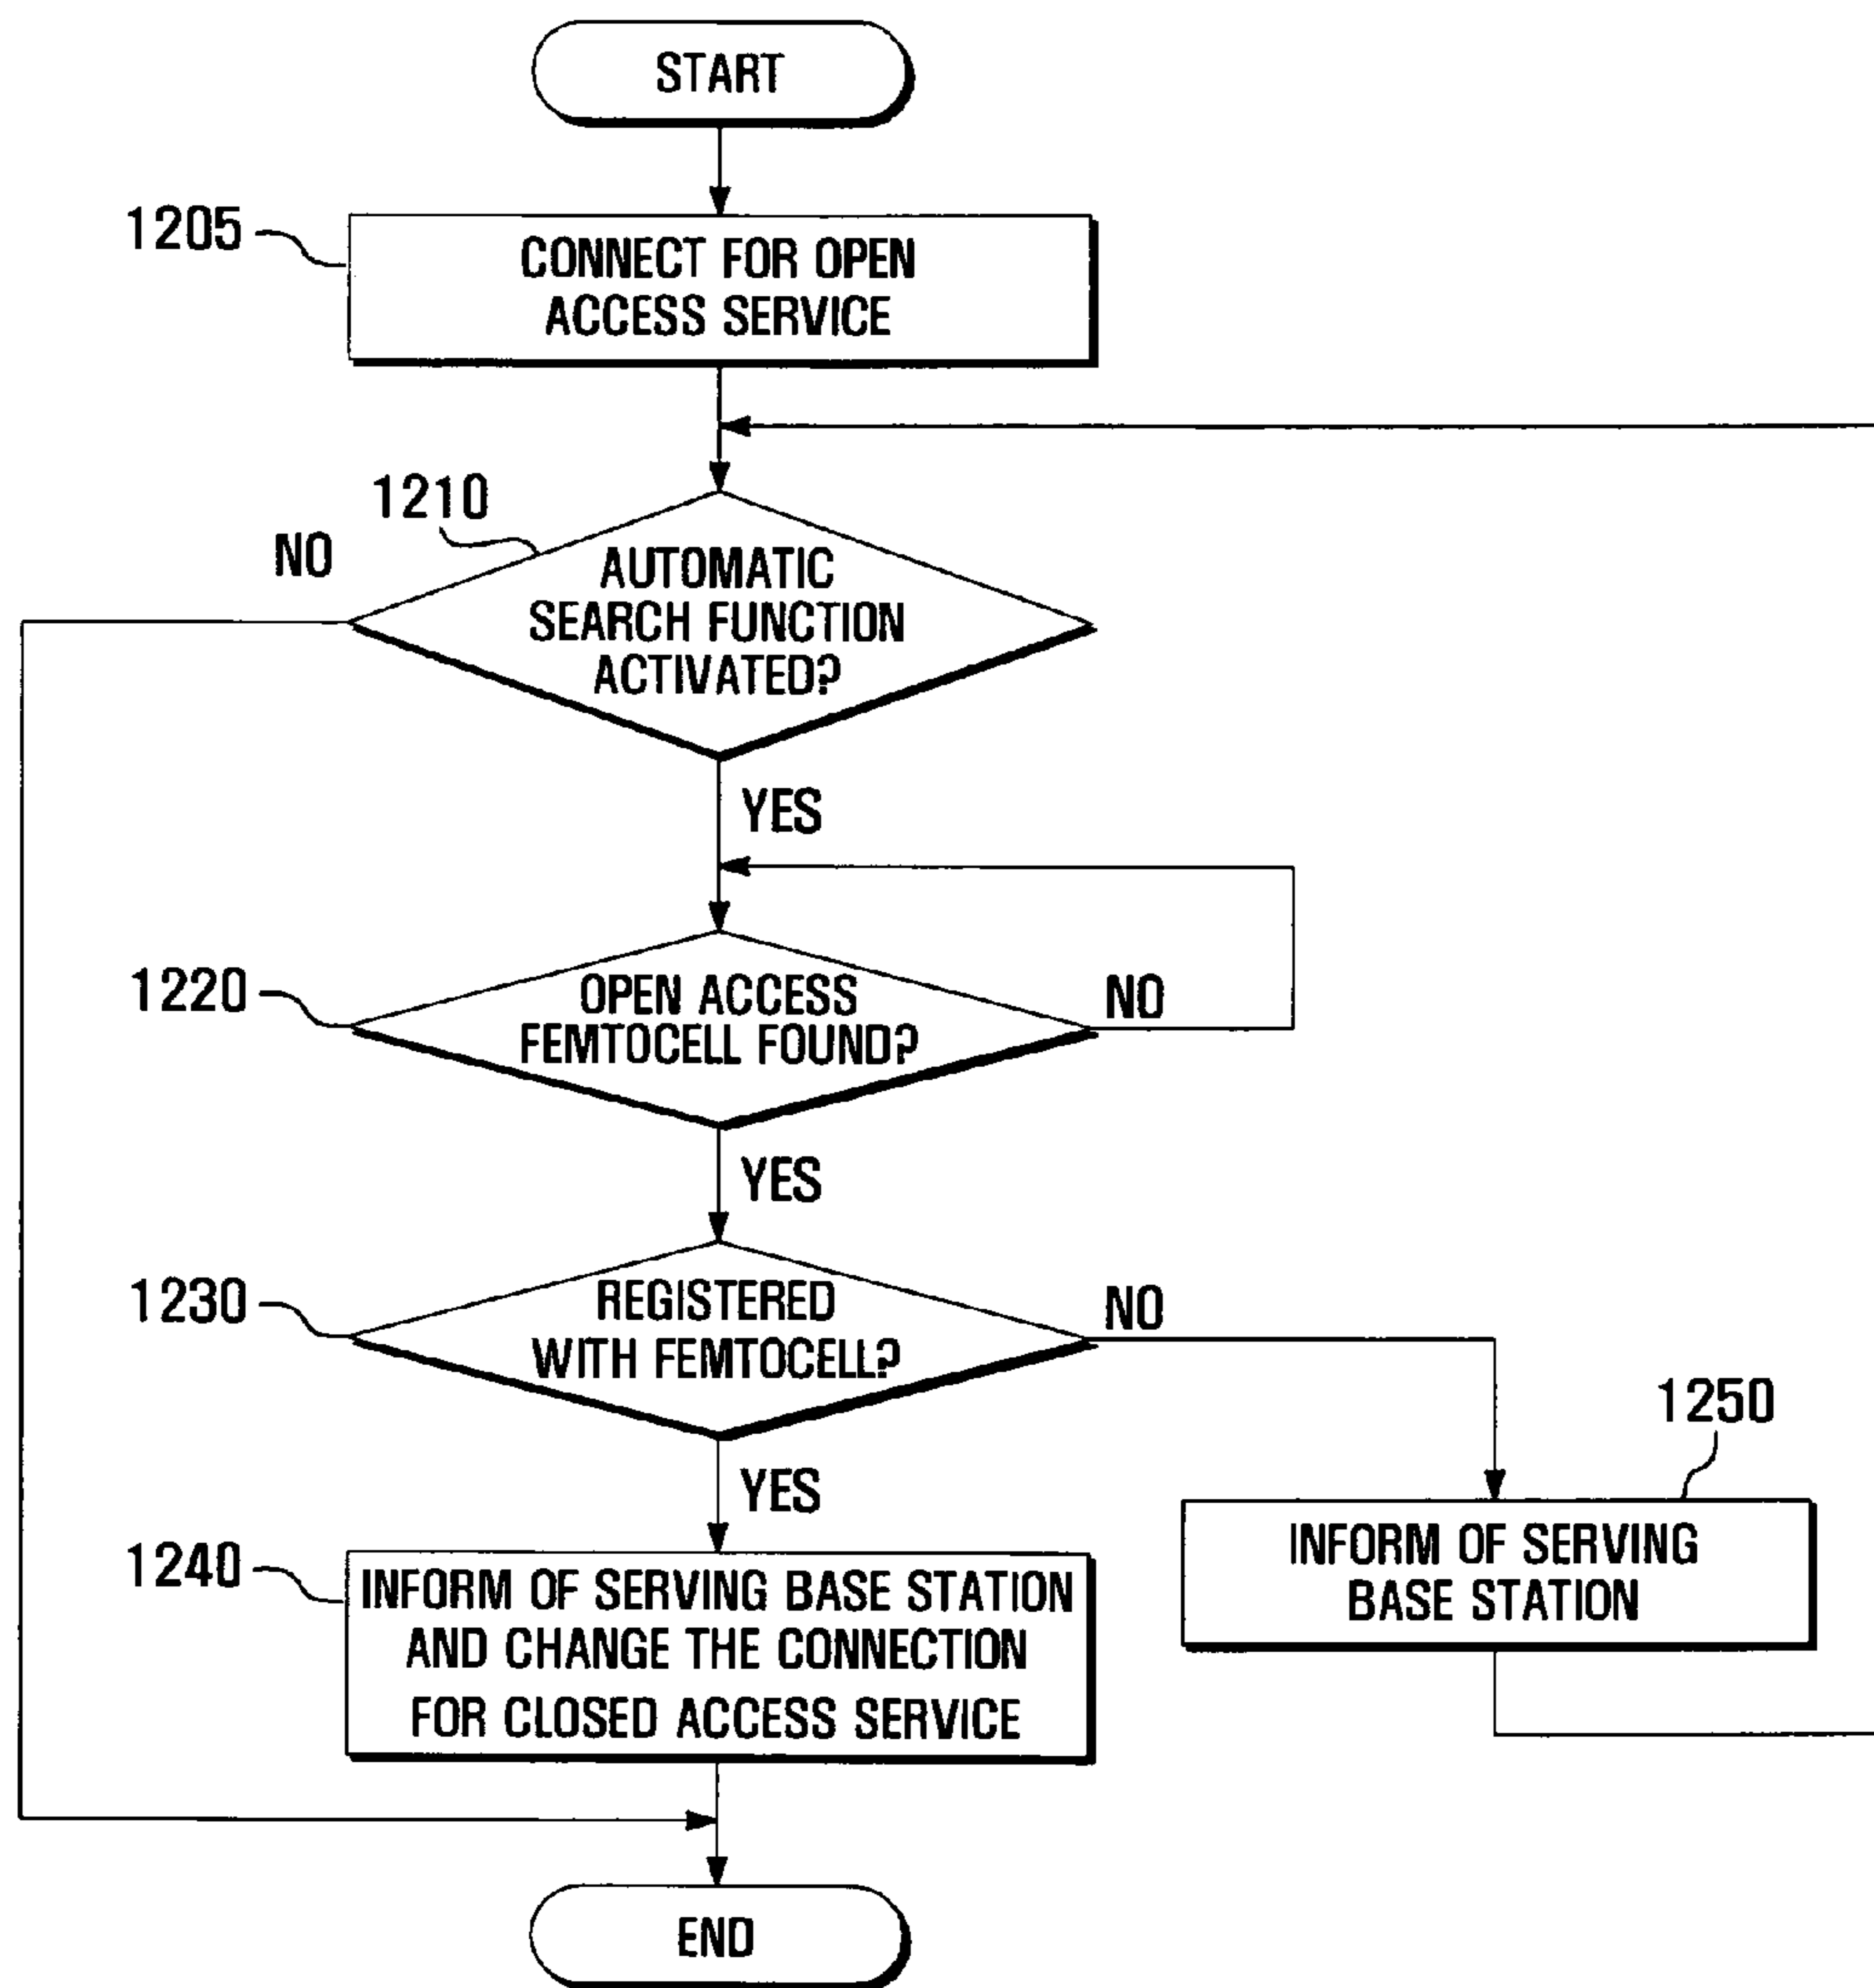 START
1205
CONNECT FOR OPEN
ACCESS SERVICE
1210
NO
AUTOMATIC
SEARCH FUNCTION
ACTIVATED?
YES
1220
OPEN ACCESS
FEMTOCELL FOUND?
NO
YES
1230
REGISTERED
WITH FEMTOCELL?
NO
YES
1250
INFORM OF SERVING
BASE STATION
1240
INFORM OF SERVING BASE STATION
AND CHANGE THE CONNECTION
FOR CLOSED ACCESS SERVICE
END